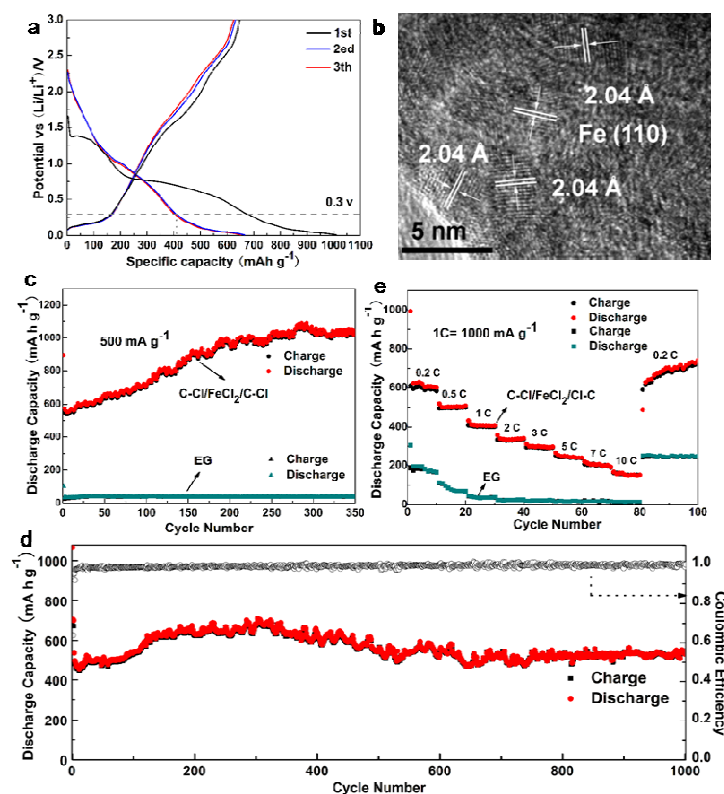 a
1st
2ed
3th
Potential vs (Li/Li⁺)/V
3.0
2.5
2.0
1.5
1.0
0.5
0.0
0.3 v
0 100 200 300 400 500 600 700 800 900 1000 1100
Specific capacity (mAh g⁻¹)
b
2.04 Å
Fe (110)
2.04 Å
2.04 Å
5 nm
c
Discharge Capacity (mA h g⁻¹)
1200
1000
800
600
400
200
0
500 mA g⁻¹
Charge
Discharge
C-Cl/FeCl₂/C-Cl
EG
Charge
Discharge
0 50 100 150 200 250 300 350
Cycle Number
e
Discharge Capacity (mA h g⁻¹)
1000
800
600
400
200
0
Charge
Discharge
Charge
Discharge
1C= 1000 mA g⁻¹
0.2 C
0.5 C
1 C
2 C
3 C
5 C
7 C
10 C
0.2 C
C-Cl/FeCl₂/Cl-C
EG
0 20 40 60 80 100
Cycle Number
d
Discharge Capacity (mA h g⁻¹)
1000
800
600
400
200
0
Charge
Discharge
1.0
0.8
0.6
0.4
0.2
0.0
Coulombic Efficiency
0 200 400 600 800 1000
Cycle Number